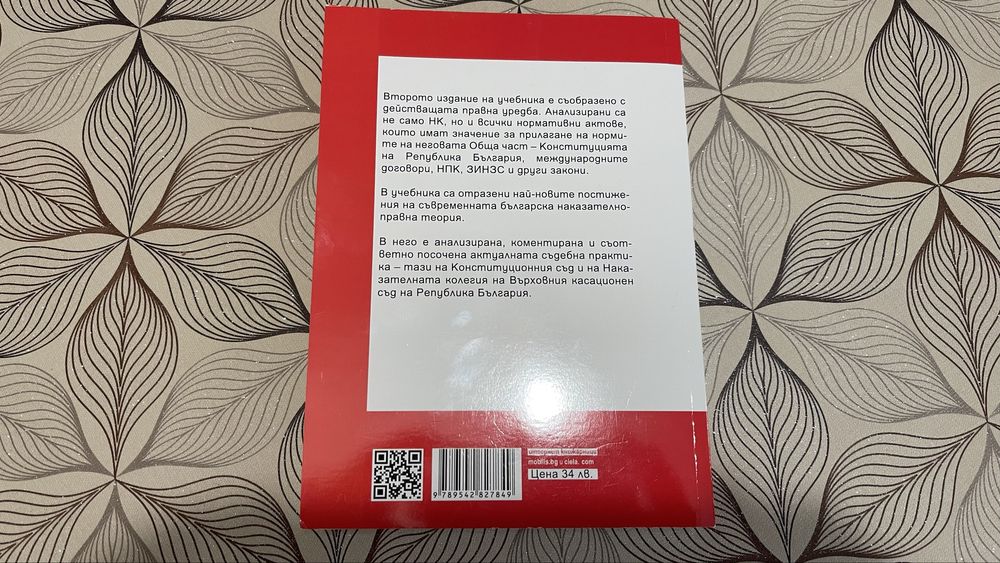 Второто издание на учебника е съобразено с
действащата правна уредба. Анализирани са
не само НК, но и всички нормативни актове,
които имат значение за прилагане на норми-
те на неговата Обща част – Конституцията
на Република България, международните
договори, НПК, ЗИНЗС и други закони.
В учебника са отразени най-новите постиже-
ния на съвременната българска наказателно-
правна теория.
В него е анализирана, коментирана и съот-
ветно посочена актуалната съдебна практи-
ка – тази на Конституционния съд и на Нака-
зателната колегия на Върховния касационен
съд на Република България.
интернет книжарници
mobilis.bg и ciela. com
Цена 34 лв.
9 789542 827849